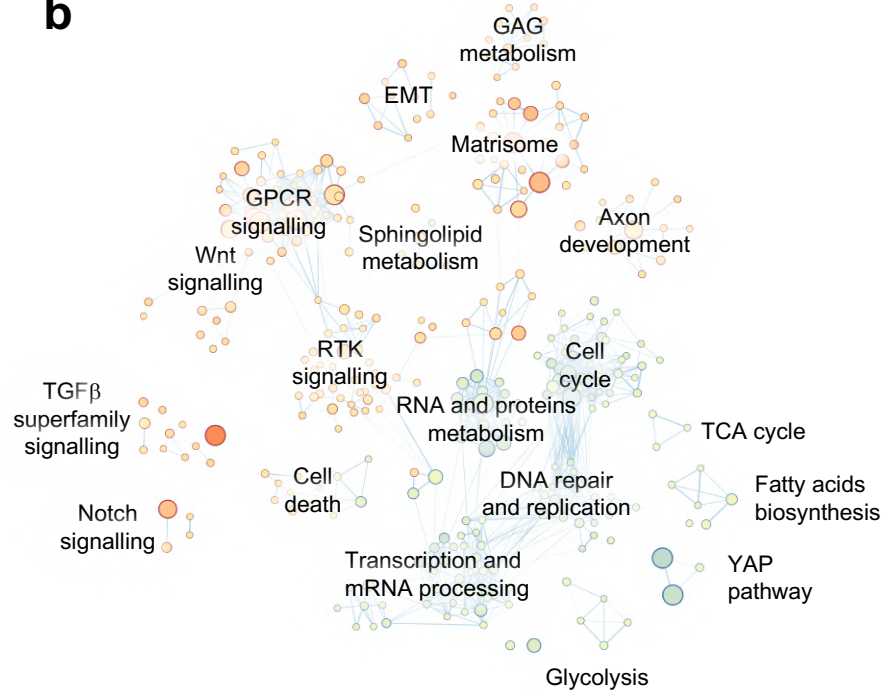 b
GAG
metabolism
EMT
Matrisome
GPCR
signalling
Axon
development
Sphingolipid
metabolism
Wnt
signalling
RTK
signalling
Cell
cycle
TGFβ
superfamily
signalling
RNA and proteins
metabolism
TCA cycle
Cell
death
DNA repair
and replication
Fatty acids
biosynthesis
Notch
signalling
Transcription and
mRNA processing
YAP
pathway
Glycolysis